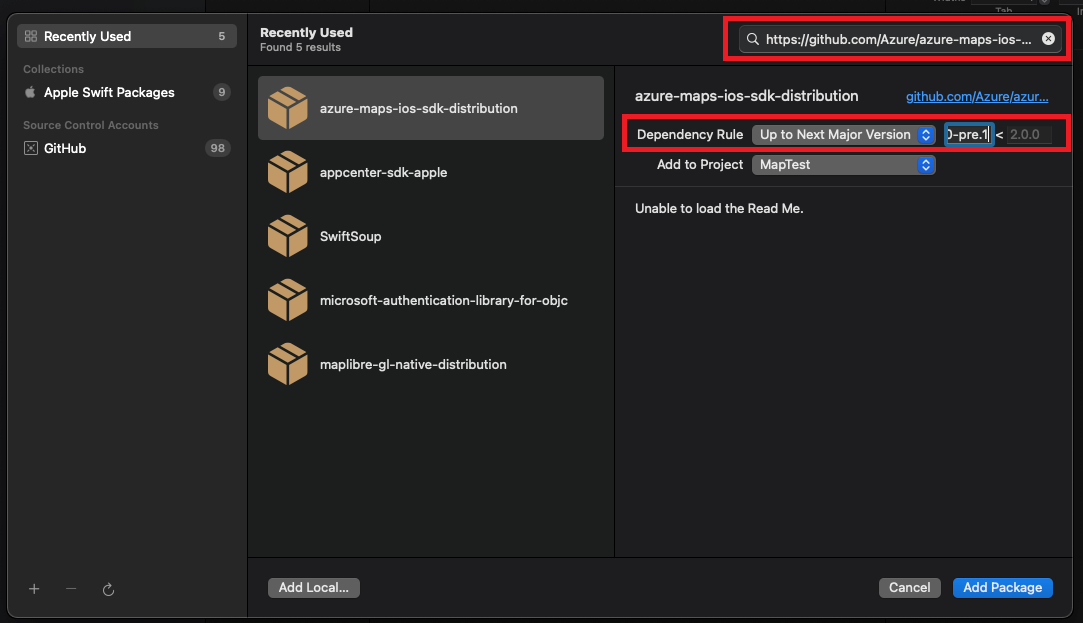 Recently Used 5
Collections
Apple Swift Packages 9
Source Control Accounts
GitHub 98
Recently Used
Found 5 results
https://github.com/Azure/azure-maps-ios-...
azure-maps-ios-sdk-distribution
appcenter-sdk-apple
SwiftSoup
microsoft-authentication-library-for-objc
maplibre-gl-native-distribution
azure-maps-ios-sdk-distribution github.com/Azure/azur...
Dependency Rule Up to Next Major Version 0-pre.1 < 2.0.0
Add to Project MapTest
Unable to load the Read Me.
Add Local... Cancel Add Package